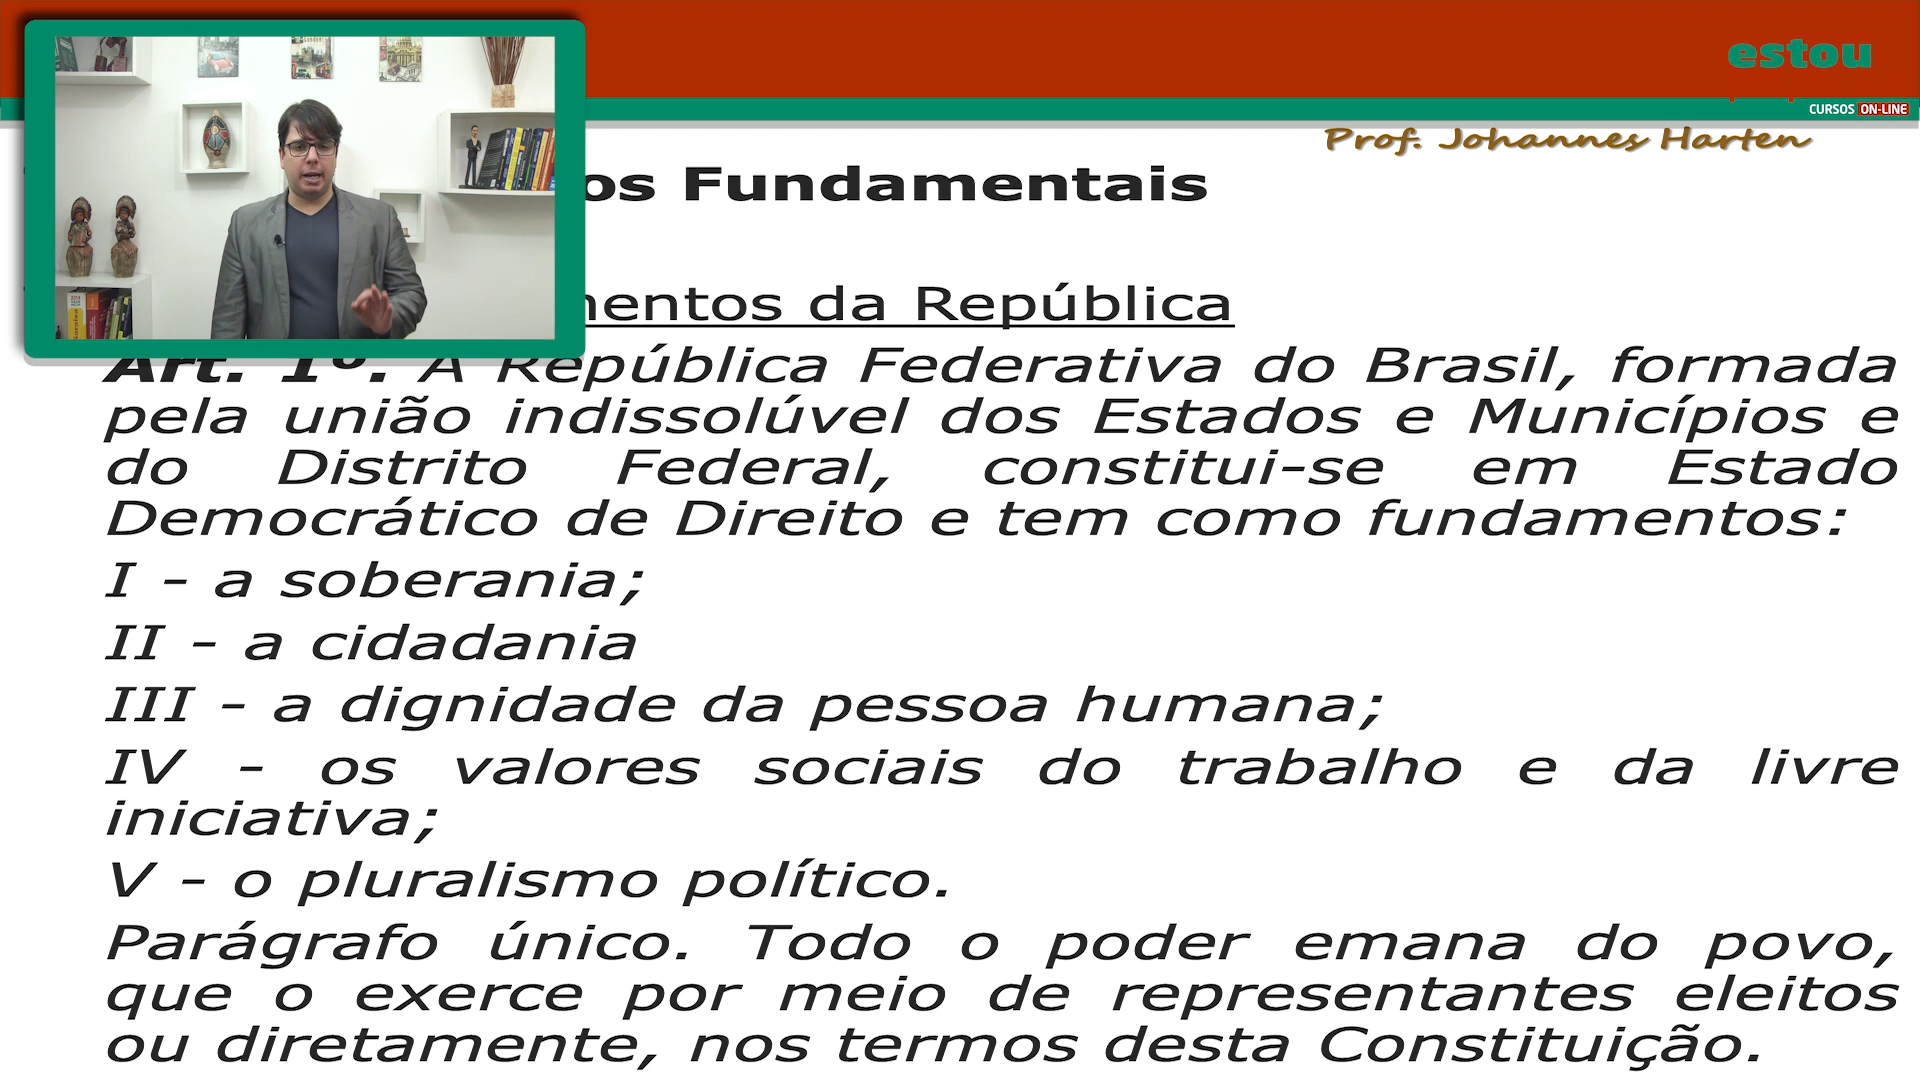 estou
CURSOS ON-LINE
Prof. Johannes Harten
os Fundamentais
mentos da República
Art. 1º. A República Federativa do Brasil, formada
pela união indissolúvel dos Estados e Municípios e
do Distrito Federal, constitui-se em Estado
Democrático de Direito e tem como fundamentos:
I - a soberania;
II - a cidadania
III - a dignidade da pessoa humana;
IV - os valores sociais do trabalho e da livre
iniciativa;
V - o pluralismo político.
Parágrafo único. Todo o poder emana do povo,
que o exerce por meio de representantes eleitos
ou diretamente, nos termos desta Constituição.